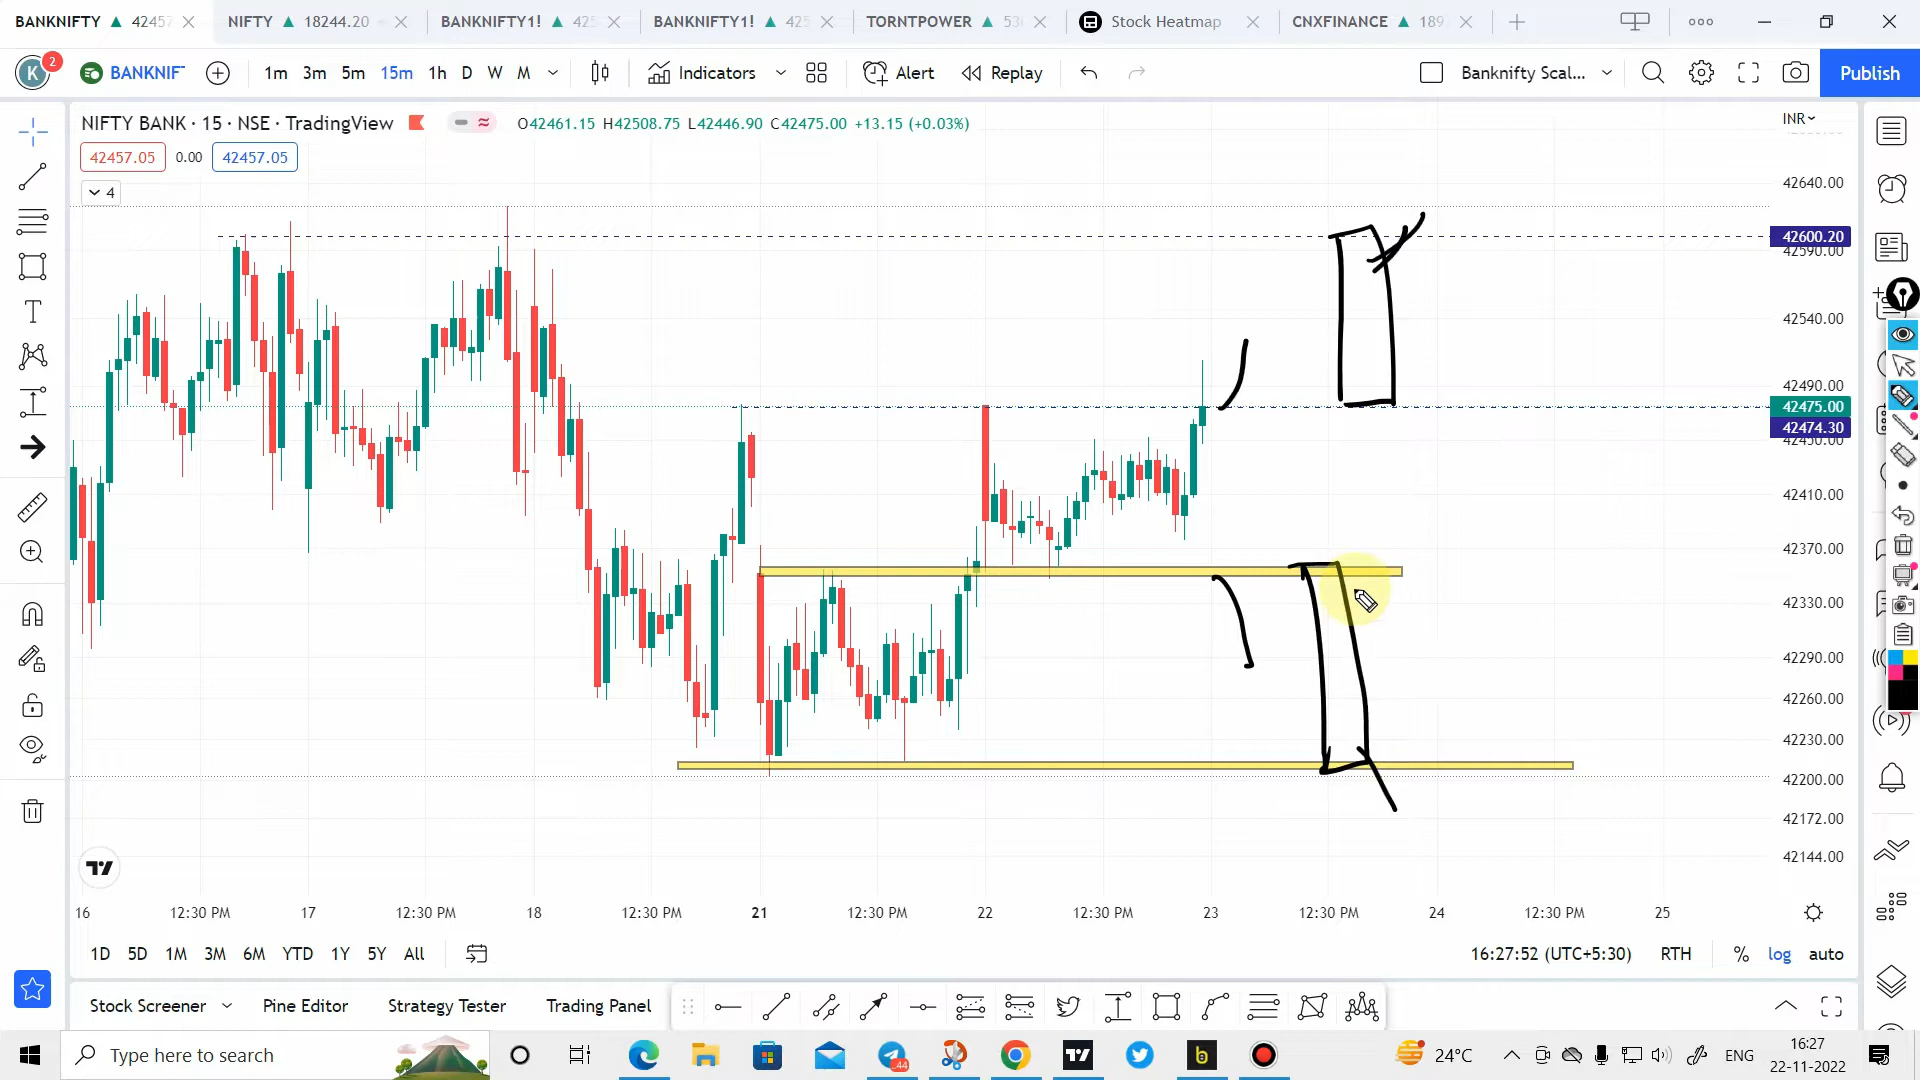 BANKNIFTY ▲ 4245
NIFTY ▲ 18244.20
BANKNIFTY1! ▲ 425
BANKNIFTY1! ▲ 425
TORNTPOWER ▲ 53
Stock Heatmap
CNXFINANCE ▲ 189
K 2 BANKNIF
1m 3m 5m 15m 1h D W M
Indicators
Alert
Replay
Banknifty Scal...
Publish
NIFTY BANK · 15 · NSE · TradingView
O42461.15 H42508.75 L42446.90 C42475.00 +13.15 (+0.03%)
INR
42457.05 0.00 42457.05
4
42640.00
42600.20
42590.00
42540.00
42490.00
42475.00
42474.30
42450.00
42410.00
42370.00
42330.00
42290.00
42260.00
42230.00
42200.00
42172.00
42144.00
16 12:30 PM 17 12:30 PM 18 12:30 PM 21 12:30 PM 22 12:30 PM 23 12:30 PM 24 12:30 PM 25
1D 5D 1M 3M 6M YTD 1Y 5Y All
16:27:52 (UTC+5:30) RTH % log auto
Stock Screener
Pine Editor
Strategy Tester
Trading Panel
Type here to search
44
24°C
ENG
16:27
22-11-2022